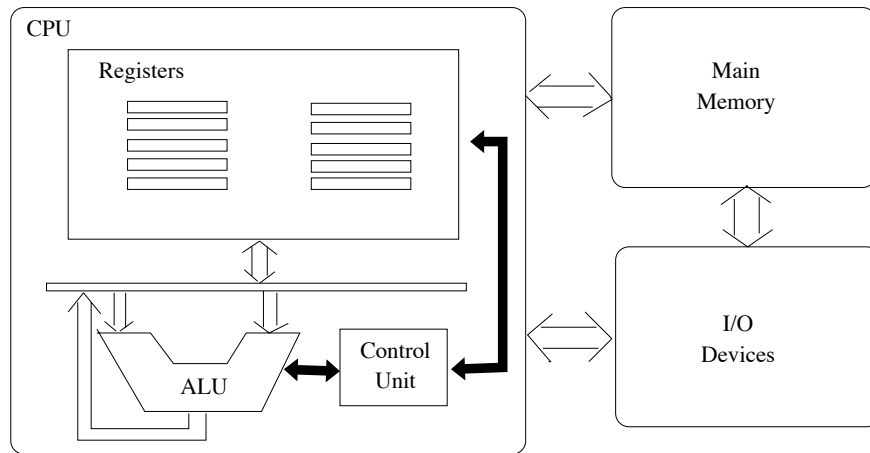 CPU
Registers
Main
Memory
I/O
Devices
Control
Unit
ALU